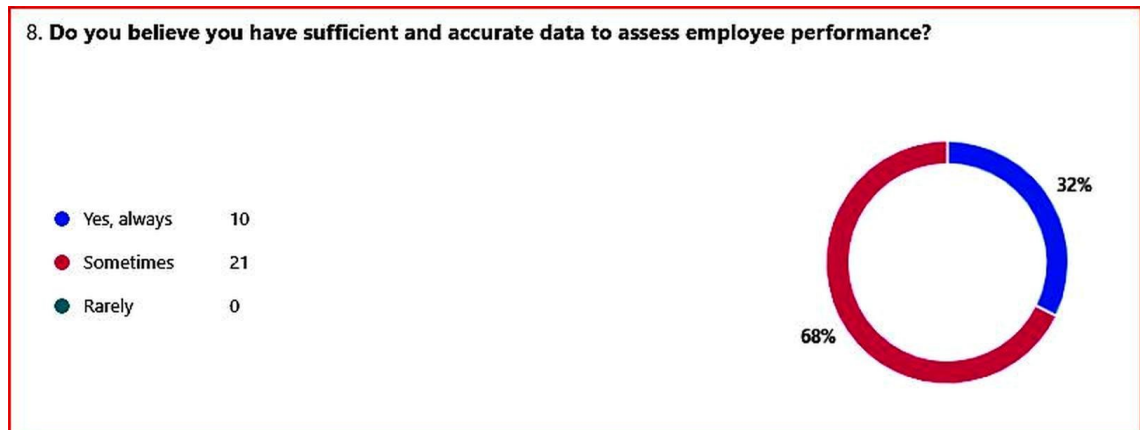 8. Do you believe you have sufficient and accurate data to assess employee performance?
Yes, always 10
Sometimes 21
Rarely 0
32%
68%